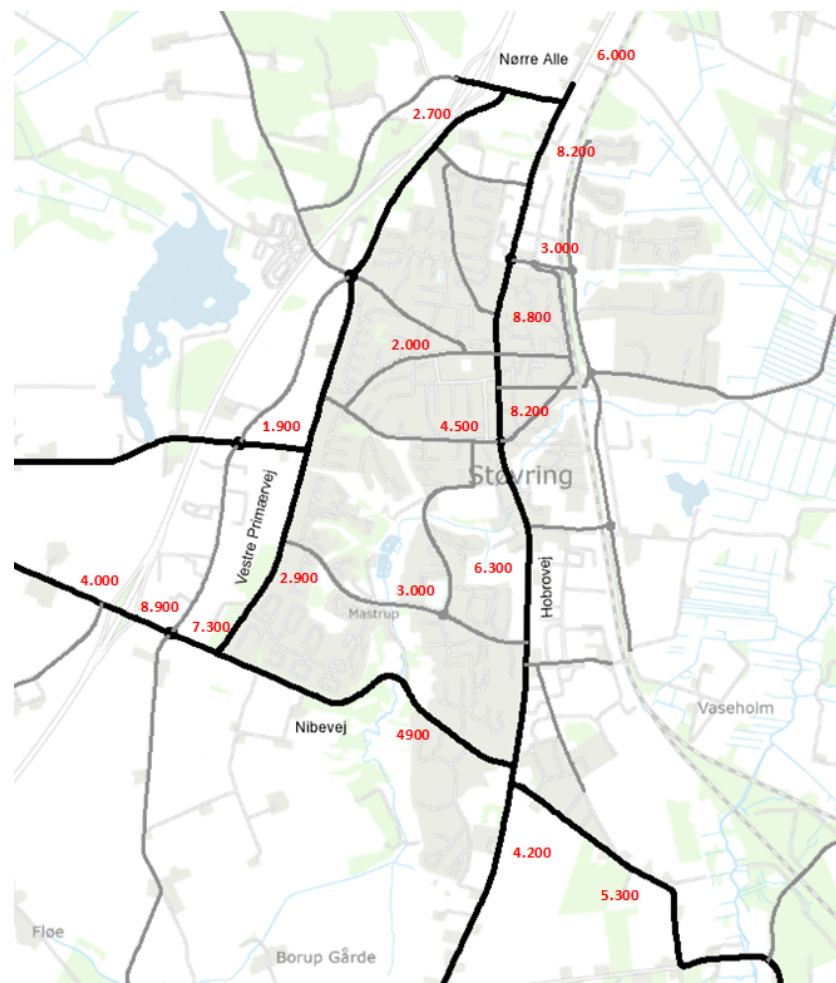 6.000
Nørre Alle
2.700
8.200
3.000
8.800
2.000
1.900
4.500
8.200
Støvring
Vestre Primærvej
4.000
2.900
3.000
6.300
Hobrovej
8.900
7.300
Mastrup
Vaseholm
Nibevej
4900
4.200
5.300
Fløe
Borup Gårde